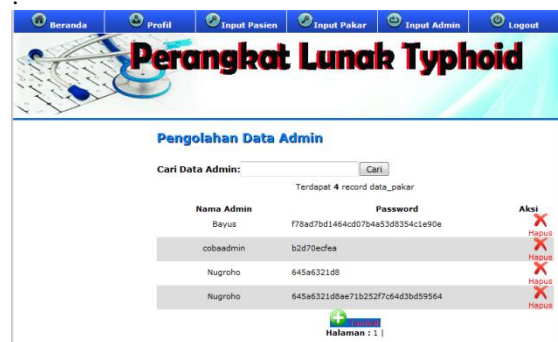 .
Beranda Profil Input Pasien Input Pakar Input Admin Logout
Perangkat Lunak Typhoid
Pengolahan Data Admin
Cari Data Admin: Cari
Terdapat 4 record data_pakar
Nama Admin Password Aksi
Bayus f78ad7bd1464cd07b4a53d8354c1e90e Hapus
cobaadmin b2d70ecfea Hapus
Nugroho 645a6321d8 Hapus
Nugroho 645a6321d8ae71b252f7c64d3bd59564 Hapus
Halaman : 1 |